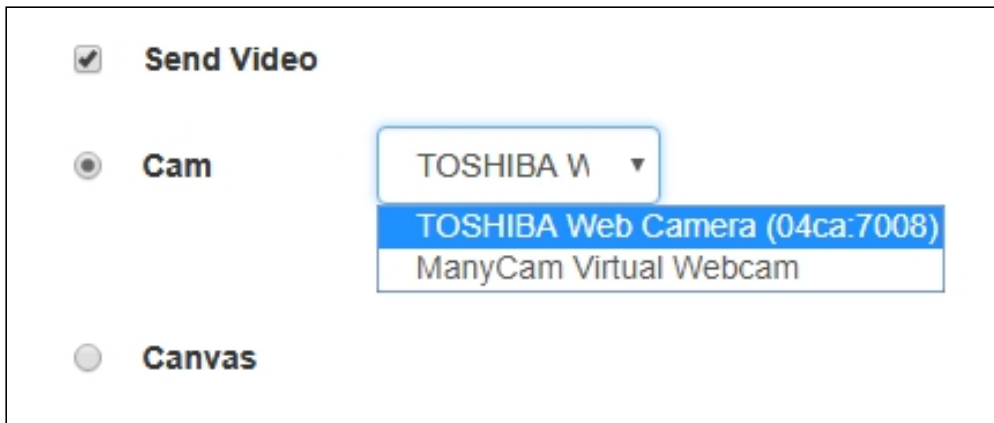 Send Video
Cam
TOSHIBA W
TOSHIBA Web Camera (04ca:7008)
ManyCam Virtual Webcam
Canvas